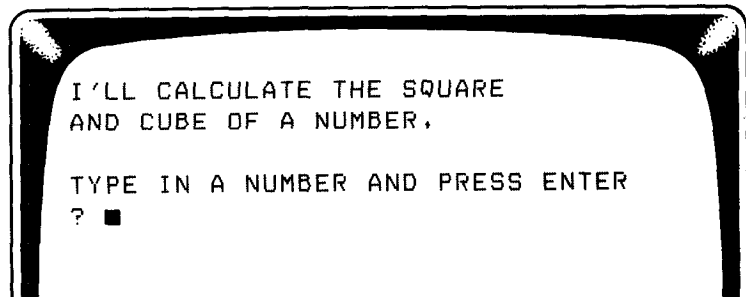 I'LL CALCULATE THE SQUARE
AND CUBE OF A NUMBER.
TYPE IN A NUMBER AND PRESS ENTER
? ■